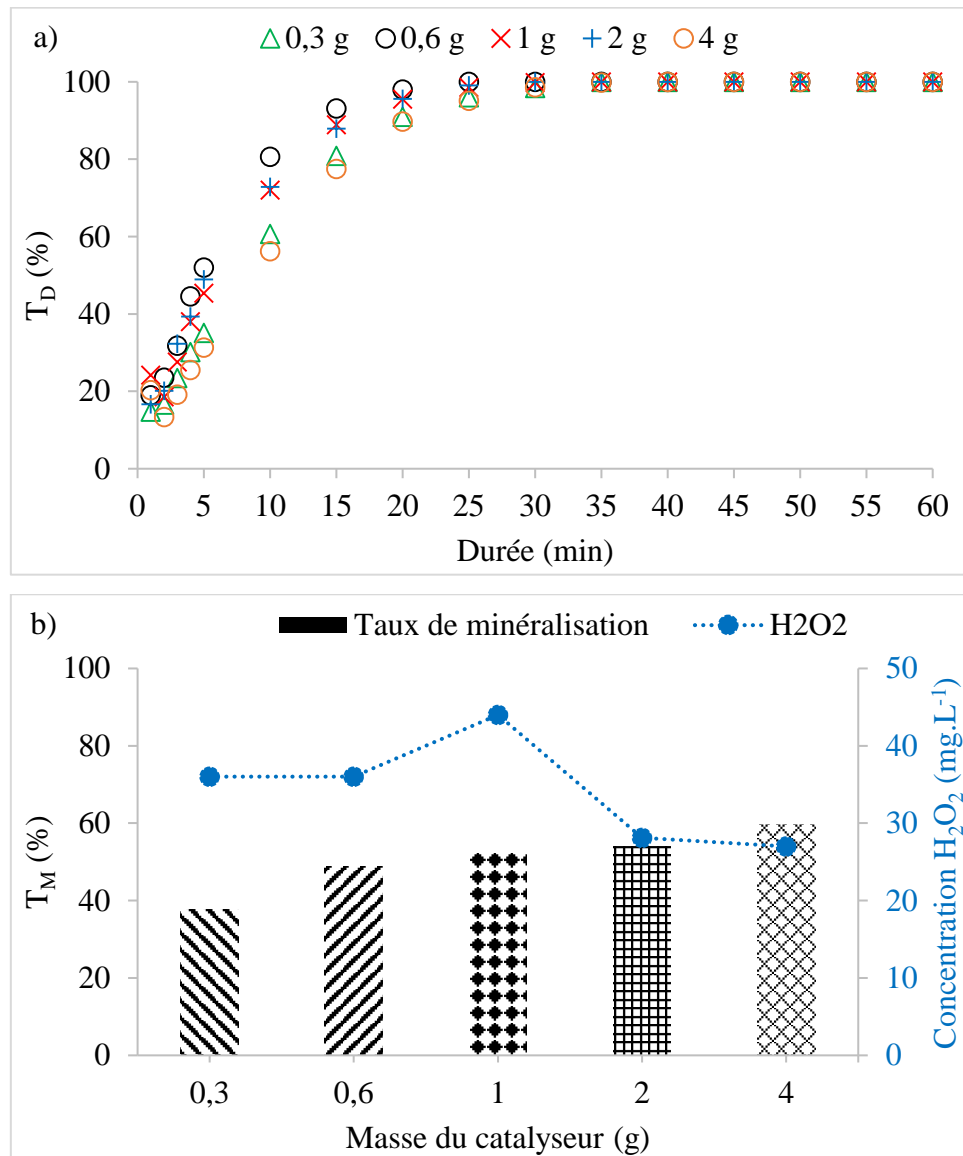 a)
0,3 g 0,6 g 1 g 2 g 4 g
100
80
60
40
20
0
T_D (%)
0 5 10 15 20 25 30 35 40 45 50 55 60
Durée (min)
b)
Taux de minéralisation H2O2
100
80
60
40
20
0
T_M (%)
50
40
30
20
10
0
Concentration H₂O₂ (mg.L⁻¹)
0,3 0,6 1 2 4
Masse du catalyseur (g)